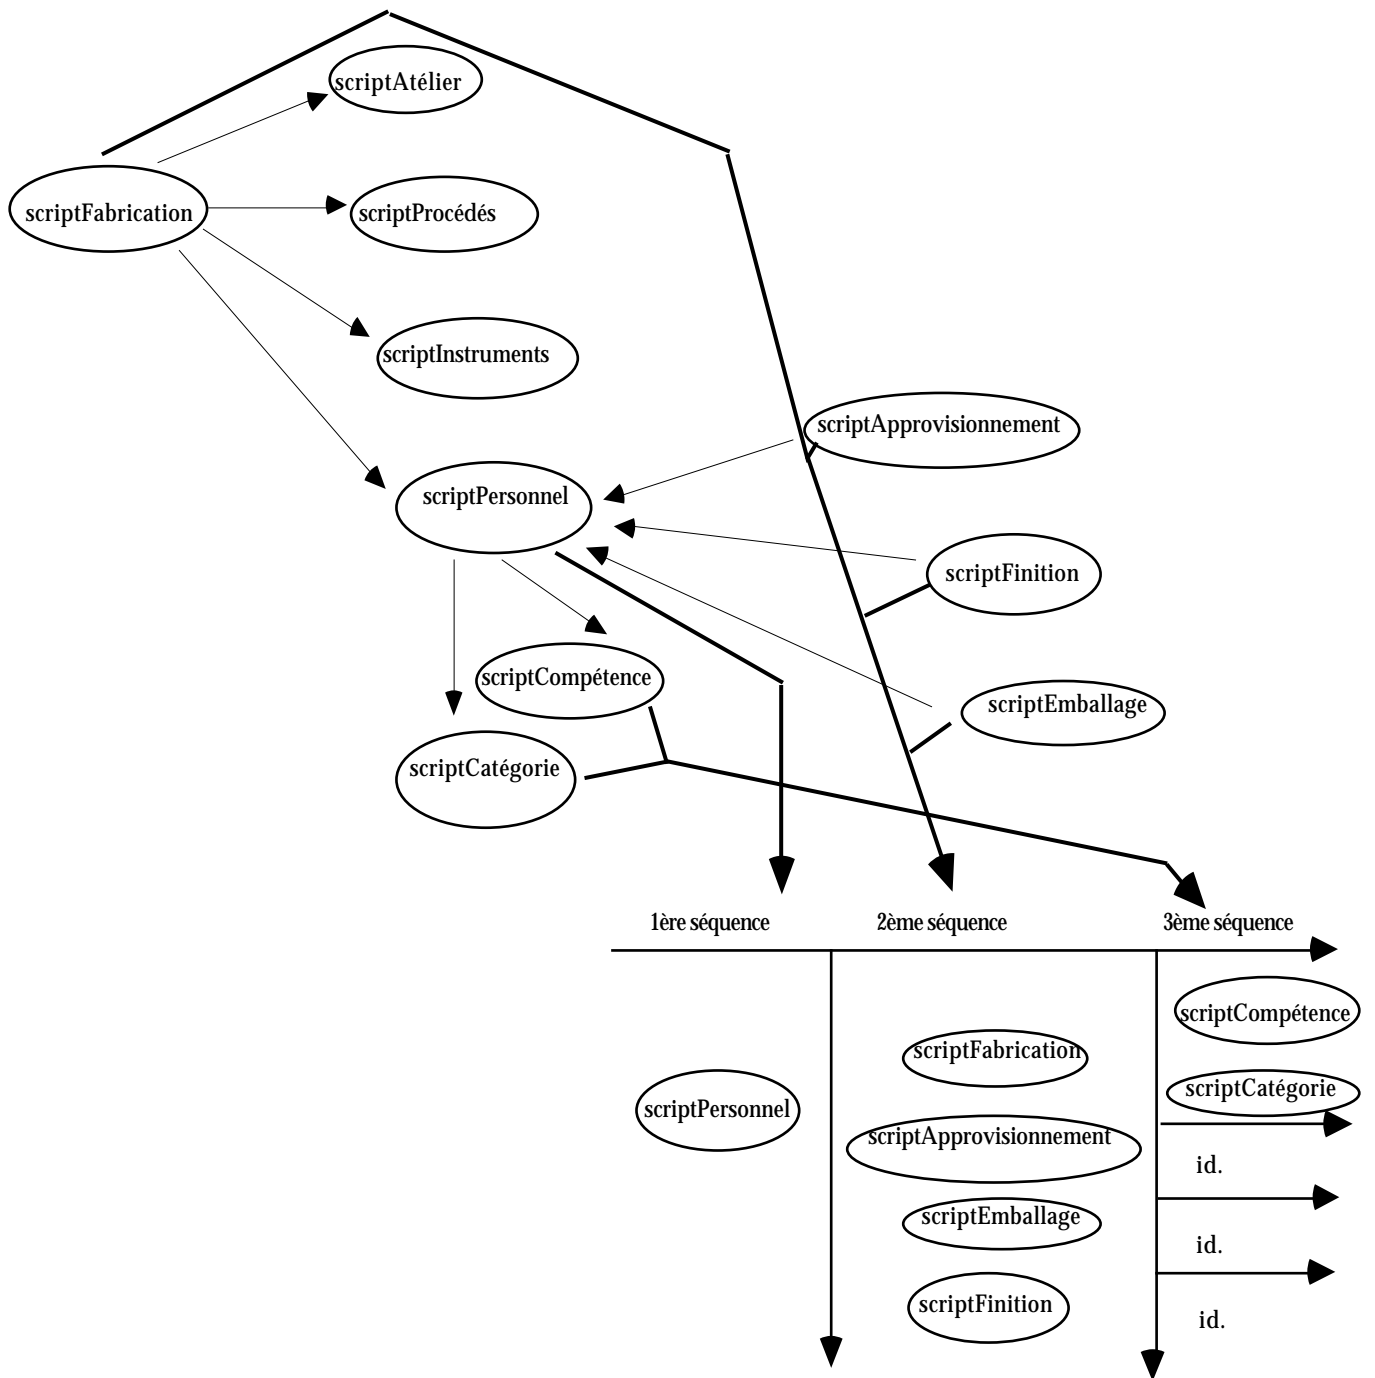 scriptAtélier
scriptFabrication
scriptProcédés
scriptInstruments
scriptApprovisionnement
scriptPersonnel
scriptFinition
scriptCompétence
scriptEmballage
scriptCatégorie
1ère séquence
2ème séquence
3ème séquence
scriptCompétence
scriptFabrication
scriptCatégorie
scriptPersonnel
scriptApprovisionnement
id.
scriptEmballage
id.
scriptFinition
id.